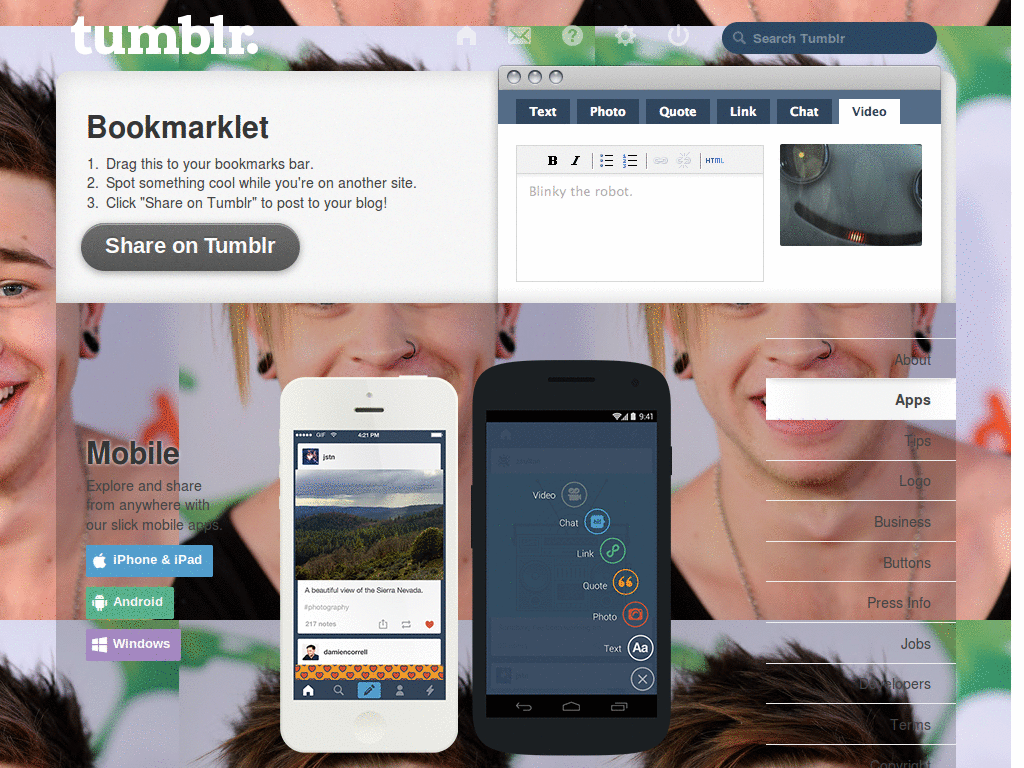 tumblr.
Search Tumblr
Bookmarklet
1. Drag this to your bookmarks bar.
2. Spot something cool while you're on another site.
3. Click "Share on Tumblr" to post to your blog!
Share on Tumblr
Text Photo Quote Link Chat Video
B I HTML
Blinky the robot.
Mobile
Explore and share
from anywhere with
our slick mobile apps.
iPhone & iPad
Android
Windows
GIF 4:21 PM
jstn
A beautiful view of the Sierra Nevada.
#photography
217 notes
damiencorrell
9:41
Video
Chat
Link
Quote
Photo
Text Aa
About
Apps
Tips
Logo
Business
Buttons
Press Info
Jobs
Developers
Terms
Copyright